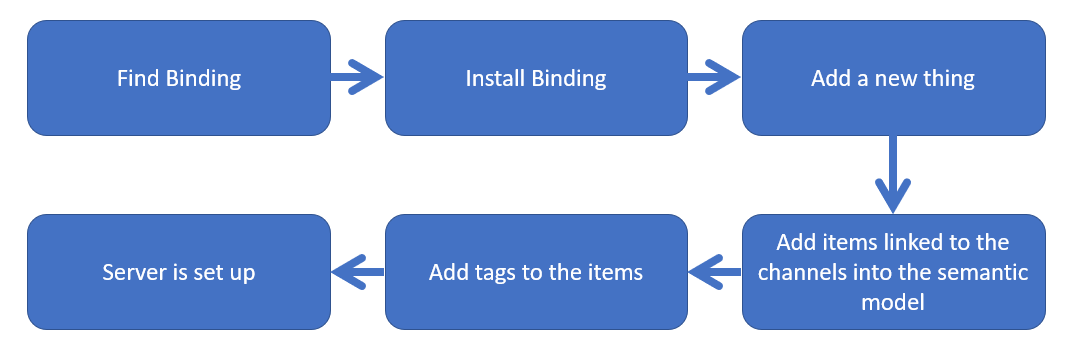 Find Binding
Install Binding
Add a new thing
Add items linked to the
channels into the semantic
model
Add tags to the items
Server is set up